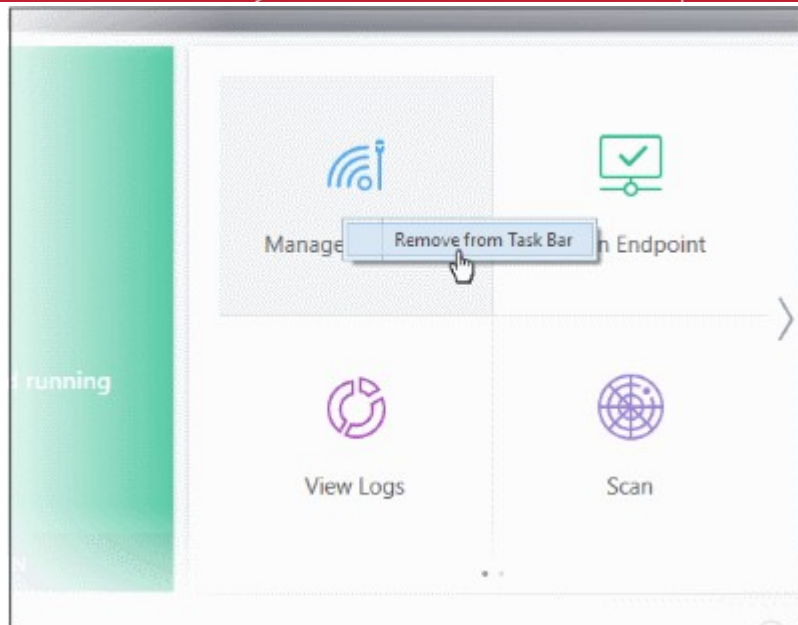 Manage
Remove from Task Bar
n Endpoint
d running
View Logs
Scan
N